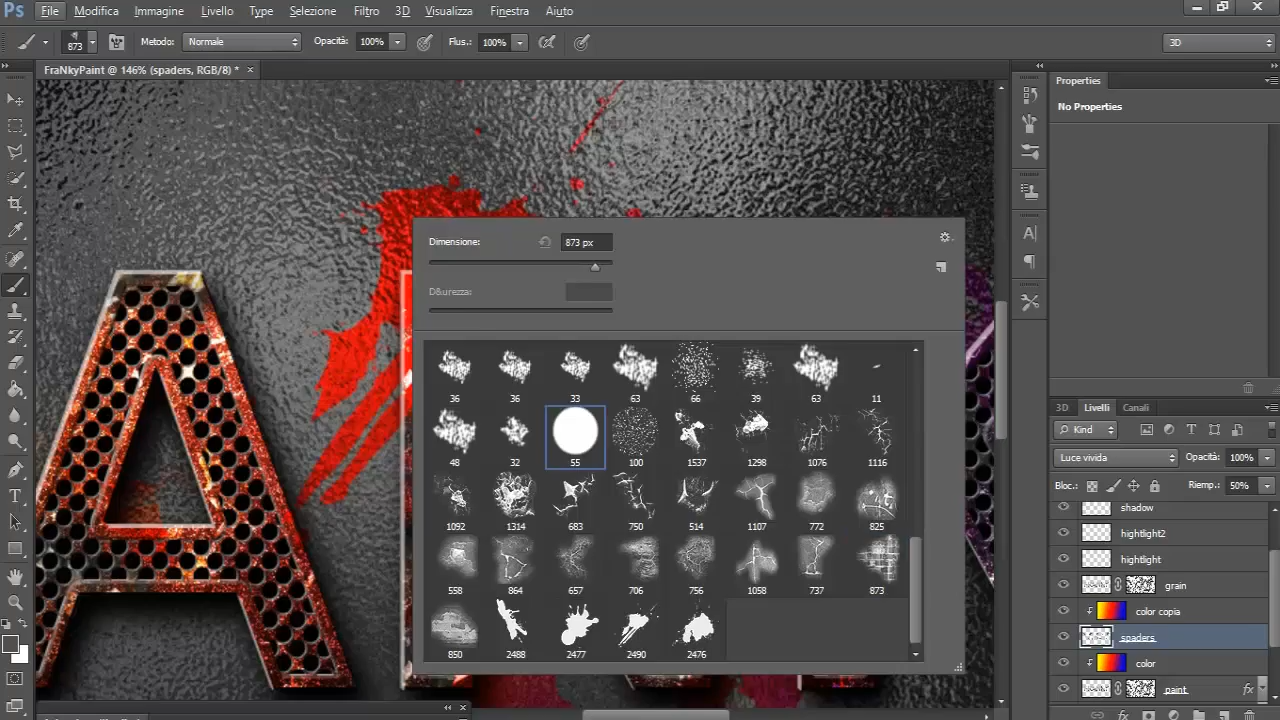 Ps File Modifica Immagine Livello Type Selezione Filtro 3D Visualizza Finestra Aiuto
873 Metodo: Normale Opacità: 100% Flus.: 100% 3D
FraNkyPaint @ 146% (spaders, RGB/8) * ×
Properties
No Properties
Dimensione: 873 px
D&urezza:
36 36 33 63 66 39 63 11
48 32 55 100 1537 1298 1076 1116
1092 1314 683 750 514 1107 772 825
558 864 657 706 756 1058 737 873
850 2488 2477 2490 2476
3D Livelli Canali
Kind
Luce vivida Opacità: 100%
Bloc.: Riemp.: 50%
shadow
hightlight2
hightlight
grain
color copia
spaders
color
paint fx
A